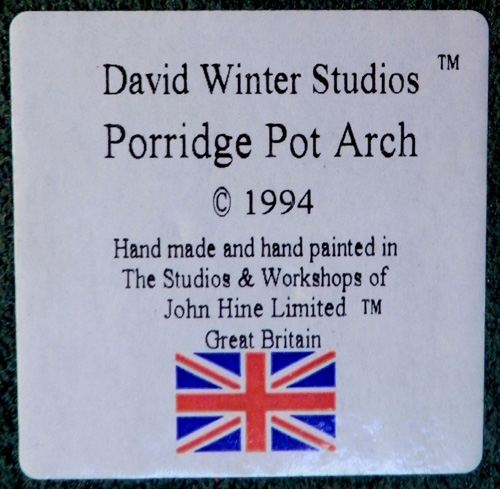 David Winter Studios ™
Porridge Pot Arch
© 1994
Hand made and hand painted in
The Studios & Workshops of
John Hine Limited ™
Great Britain